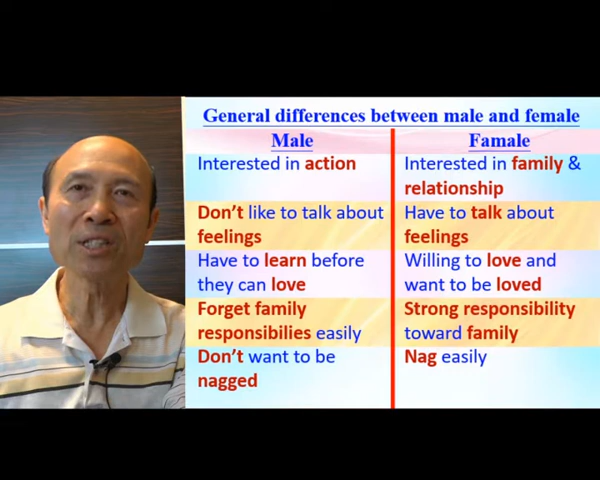 General differences between male and female
Male
Famale
Interested in action
Interested in family &
relationship
Don't like to talk about
feelings
Have to talk about
feelings
Have to learn before
they can love
Willing to love and
want to be loved
Forget family
responsibilies easily
Strong responsibility
toward family
Don't want to be
nagged
Nag easily